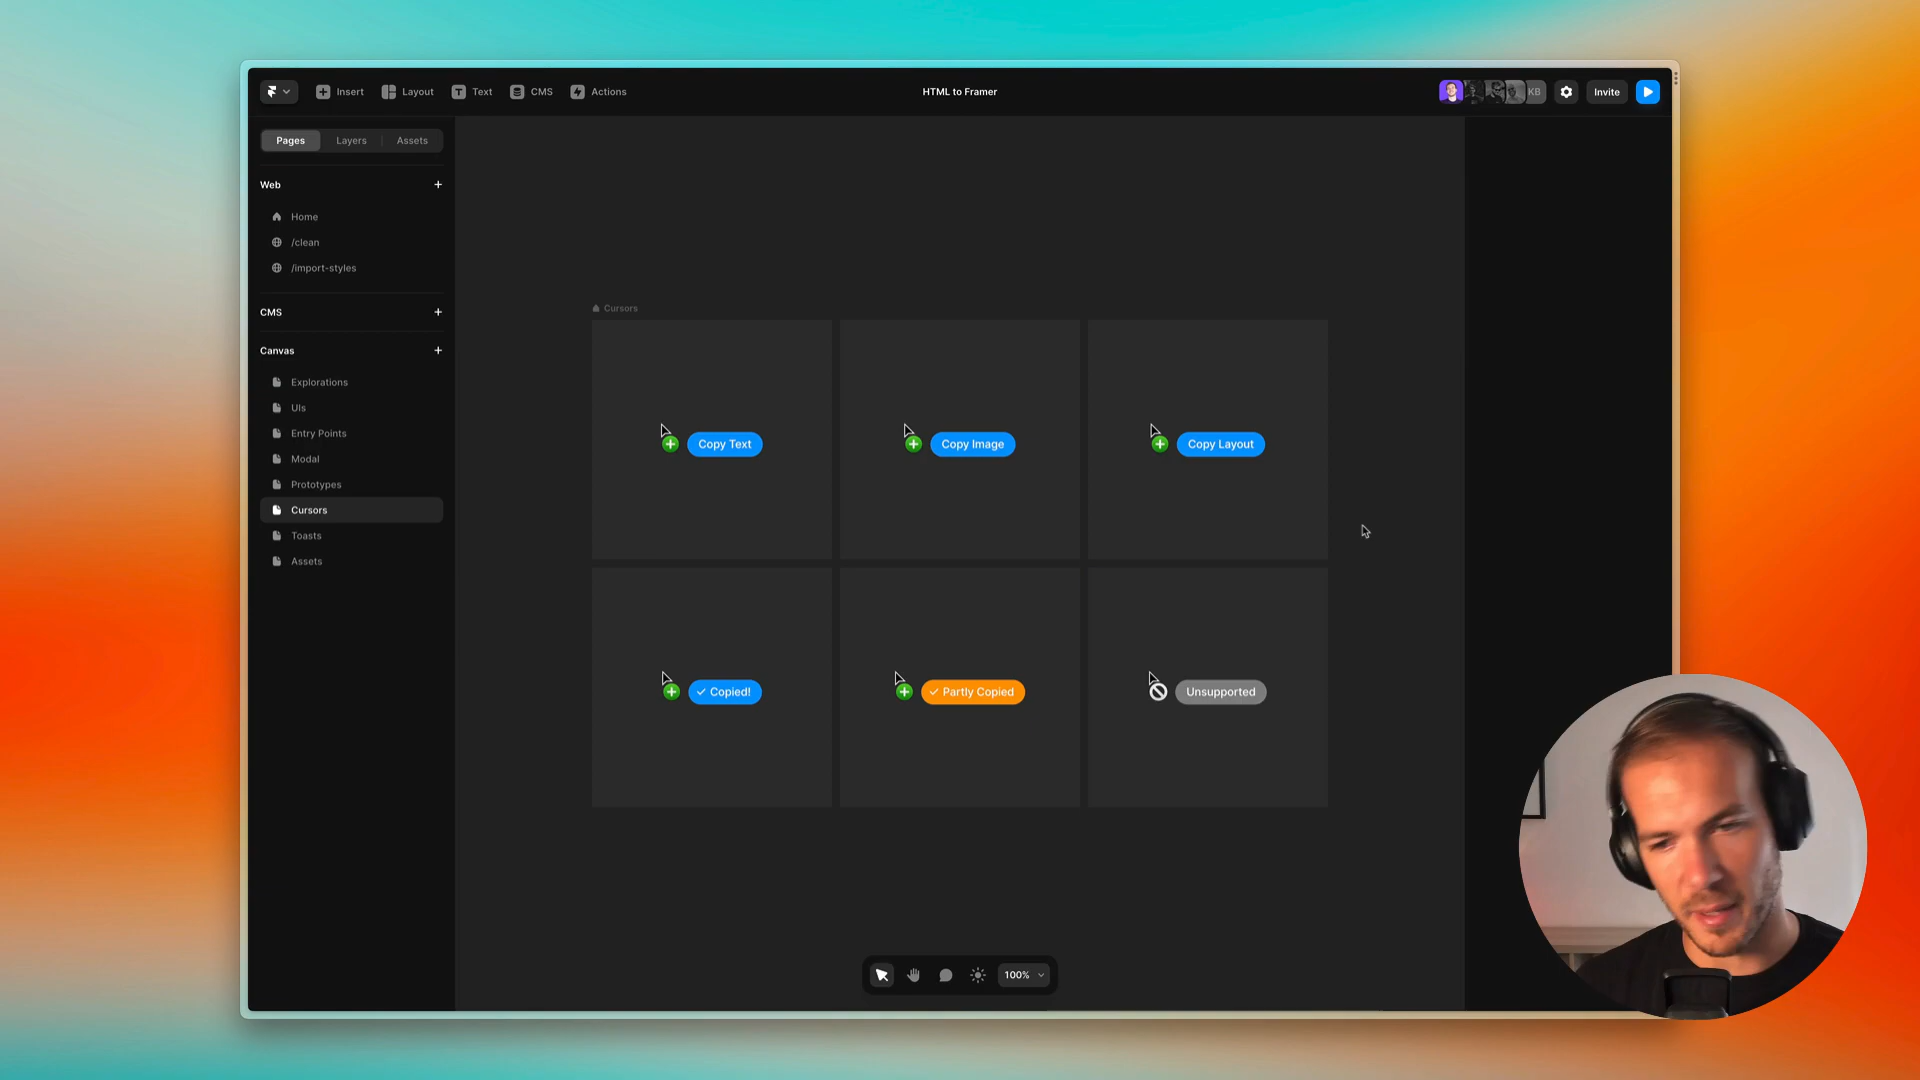 Insert
Layout
Text
CMS
Actions
HTML to Framer
KB
Invite
Pages
Layers
Assets
Web
Home
/clean
/import-styles
CMS
Canvas
Explorations
UIs
Entry Points
Modal
Prototypes
Cursors
Toasts
Assets
Cursors
Copy Text
Copy Image
Copy Layout
Copied!
Partly Copied
Unsupported
100%